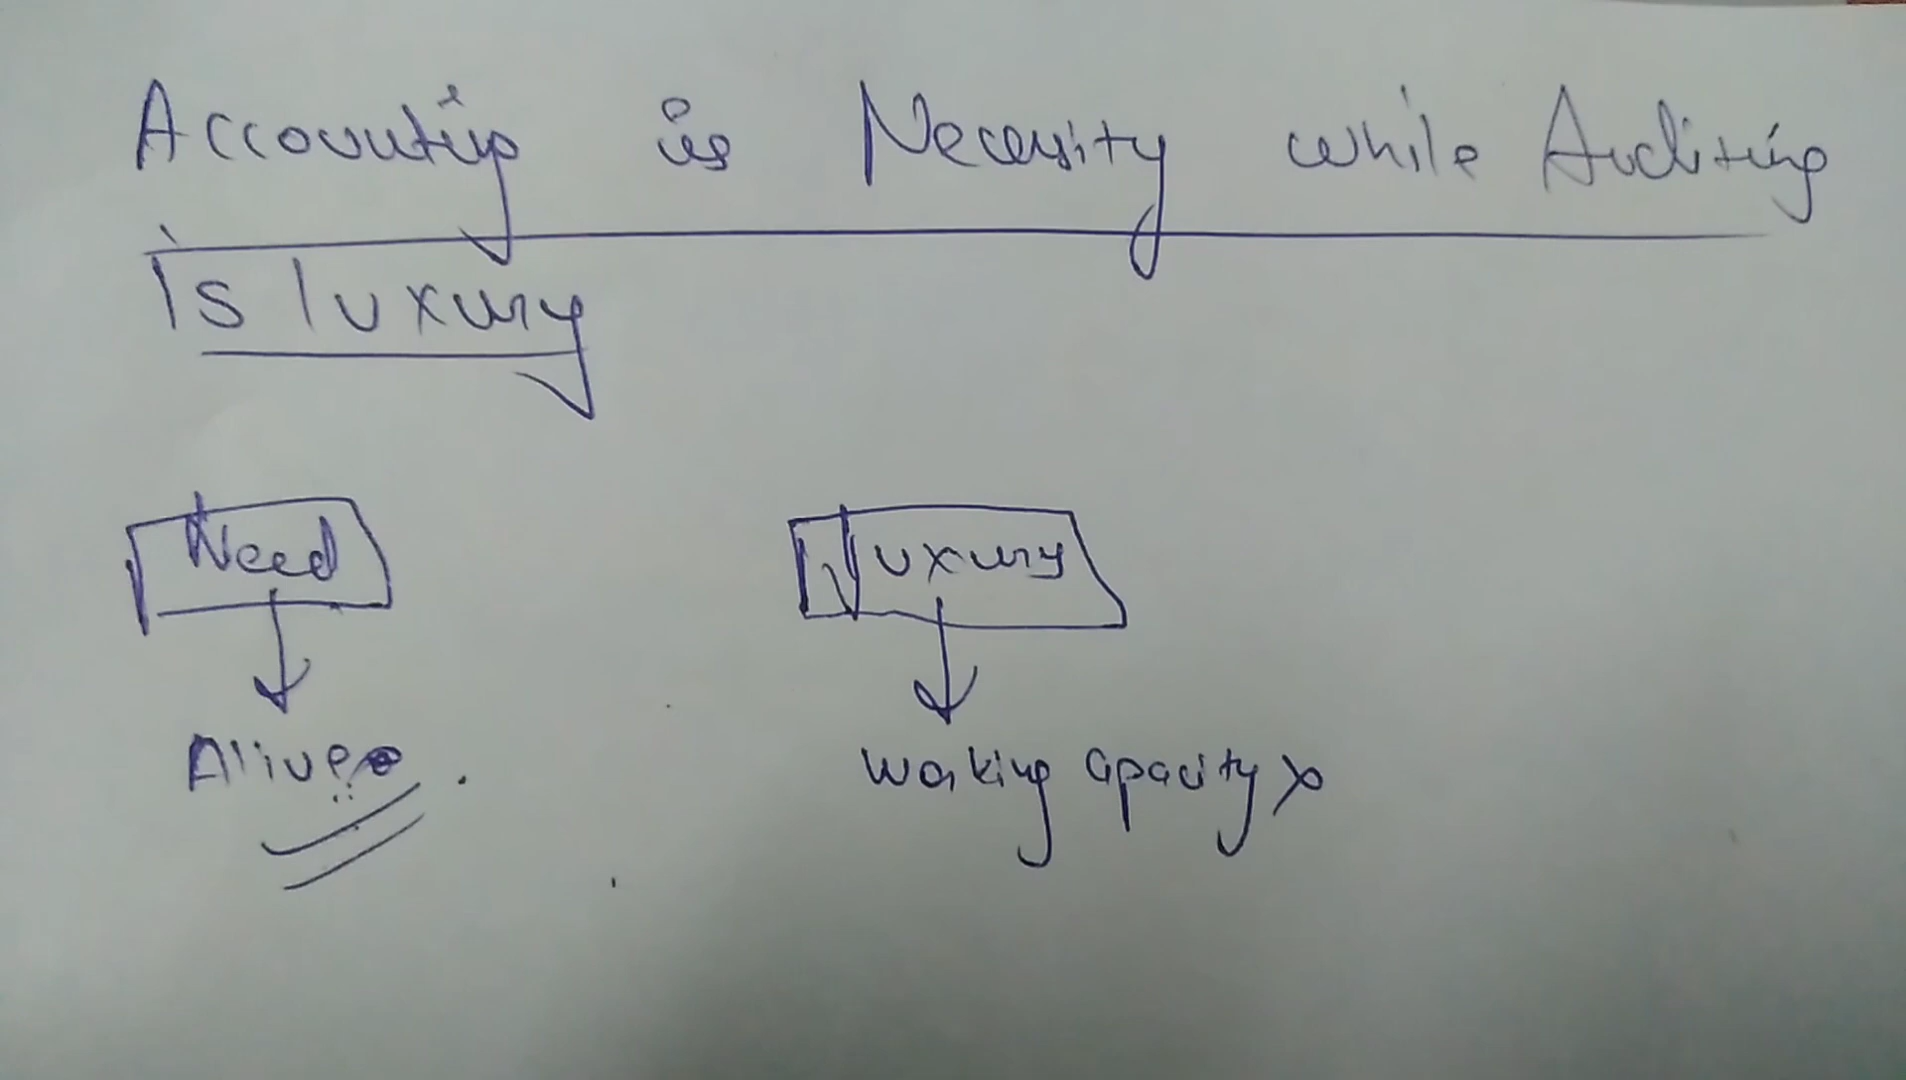 Accounting is Necessity while Auditing
is luxury
Need
luxury
Alive
Working capacity